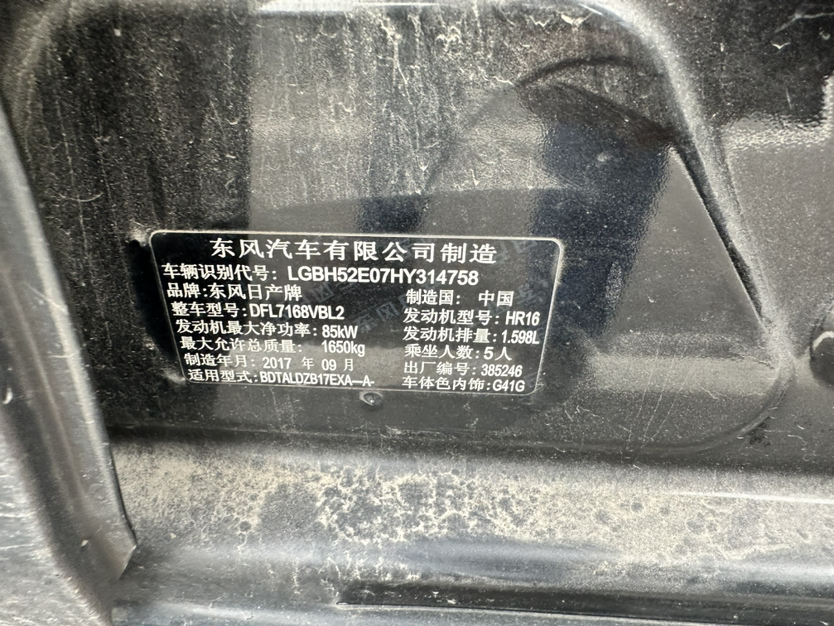 东风汽车有限公司制造
车辆识别代号: LGBH52E07HY314758
品牌:东风日产牌 制造国: 中国
整车型号:DFL7168VBL2 发动机型号:HR16
发动机最大净功率: 85kW 发动机排量:1.598L
最大允许总质量: 1650kg 乘坐人数:5人
制造年月:2017 年 09 月 出厂编号:385246
适用型式:BDTALDZB17EXA—A- 车体色内饰:G41G